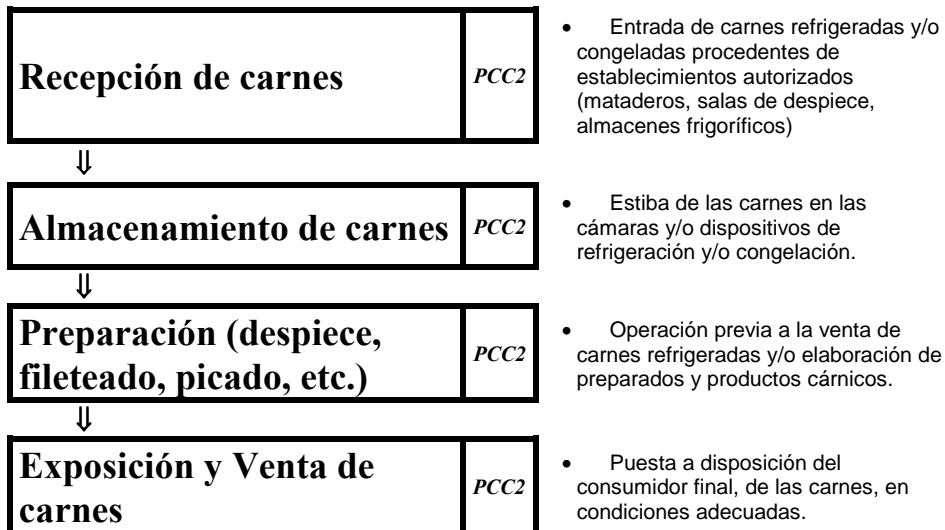 Recepción de carnes
PCC2
• Entrada de carnes refrigeradas y/o
congeladas procedentes de
establecimientos autorizados
(mataderos, salas de despiece,
almacenes frigoríficos)
⇓
Almacenamiento de carnes
PCC2
• Estiba de las carnes en las
cámaras y/o dispositivos de
refrigeración y/o congelación.
⇓
Preparación (despiece,
fileteado, picado, etc.)
PCC2
• Operación previa a la venta de
carnes refrigeradas y/o elaboración de
preparados y productos cárnicos.
⇓
Exposición y Venta de
carnes
PCC2
• Puesta a disposición del
consumidor final, de las carnes, en
condiciones adecuadas.